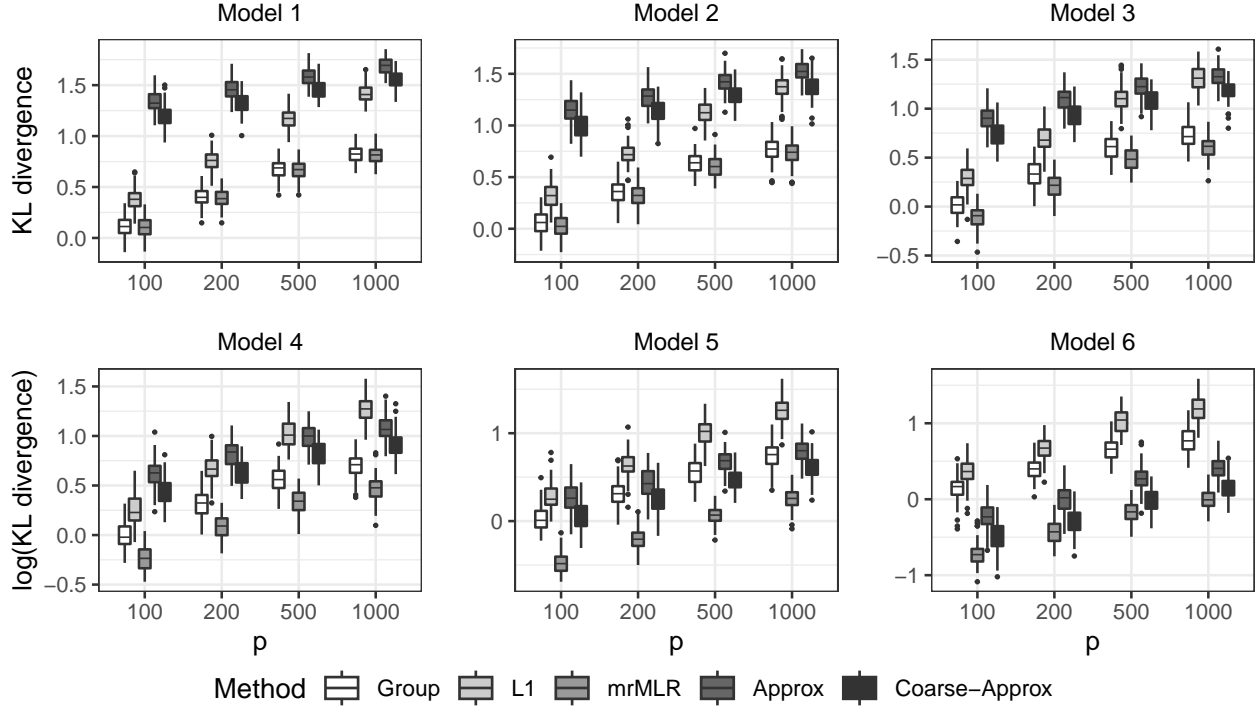 Model 1
Model 2
Model 3
KL divergence
1.5
1.0
0.5
0.0
100 200 500 1000
1.5
1.0
0.5
0.0
100 200 500 1000
1.5
1.0
0.5
0.0
−0.5
100 200 500 1000
Model 4
Model 5
Model 6
log(KL divergence)
1.5
1.0
0.5
0.0
−0.5
100 200 500 1000
p
1
0
100 200 500 1000
p
1
0
−1
100 200 500 1000
p
Method Group L1 mrMLR Approx Coarse−Approx